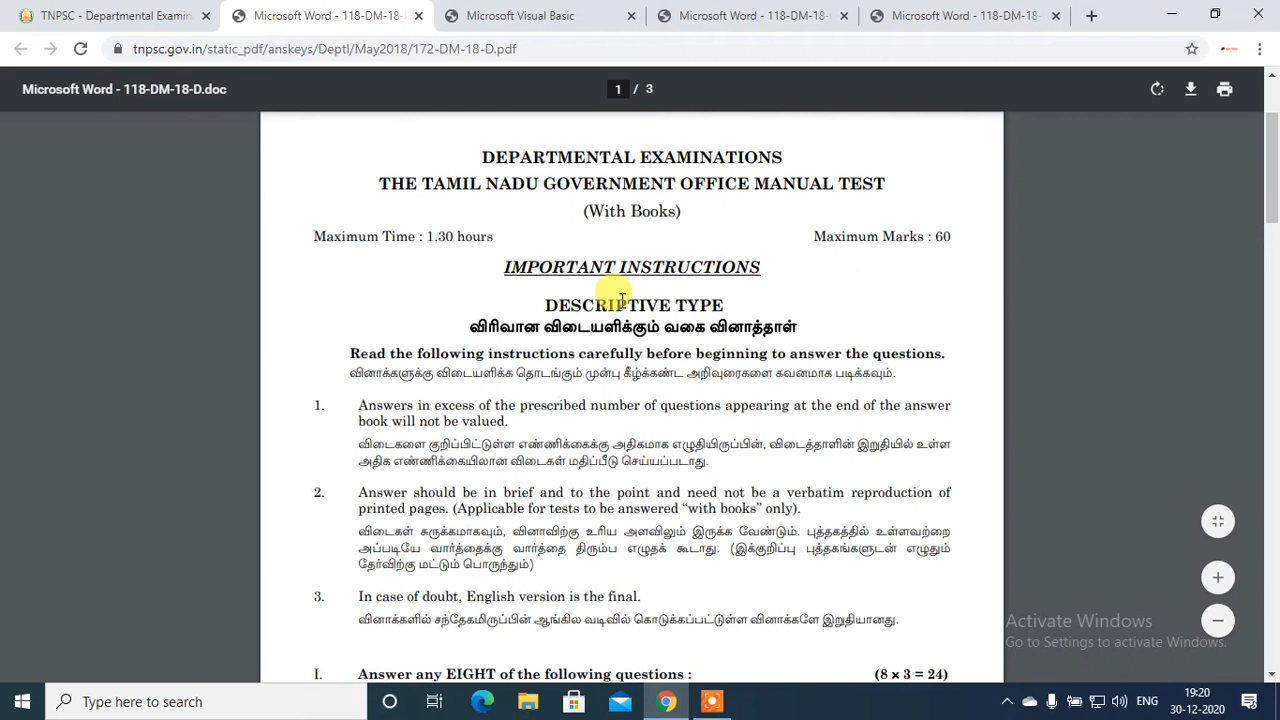 TNPSC - Departmental Examin
Microsoft Word - 118-DM-18-
Microsoft Visual Basic
Microsoft Word - 118-DM-18-
Microsoft Word - 118-DM-18-
tnpsc.gov.in/static_pdf/anskeys/Deptl/May2018/172-DM-18-D.pdf
Microsoft Word - 118-DM-18-D.doc
1 / 3
DEPARTMENTAL EXAMINATIONS
THE TAMIL NADU GOVERNMENT OFFICE MANUAL TEST
(With Books)
Maximum Time : 1.30 hours
Maximum Marks : 60
IMPORTANT INSTRUCTIONS
DESCRIPTIVE TYPE
விரிவான விடையளிக்கும் வகை வினாத்தாள்
Read the following instructions carefully before beginning to answer the questions.
வினாக்களுக்கு விடையளிக்க தொடங்கும் முன்பு கீழ்க்கண்ட அறிவுரைகளை கவனமாக படிக்கவும்.
1. Answers in excess of the prescribed number of questions appearing at the end of the answer
book will not be valued.
விடைகளை குறிப்பிட்டுள்ள எண்ணிக்கைக்கு அதிகமாக எழுதியிருப்பின், விடைத்தாளின் இறுதியில் உள்ள
அதிக எண்ணிக்கையிலான விடைகள் மதிப்பீடு செய்யப்படாது.
2. Answer should be in brief and to the point and need not be a verbatim reproduction of
printed pages. (Applicable for tests to be answered “with books” only).
விடைகள் சுருக்கமாகவும், வினாவிற்கு உரிய அளவிலும் இருக்க வேண்டும். புத்தகத்தில் உள்ளவற்றை
அப்படியே வார்த்தைக்கு வார்த்தை திரும்ப எழுதக் கூடாது. (இக்குறிப்பு புத்தகங்களுடன் எழுதும்
தேர்விற்கு மட்டும் பொருந்தும்)
3. In case of doubt, English version is the final.
வினாக்களில் சந்தேகமிருப்பின் ஆங்கில வடிவில் கொடுக்கப்பட்டுள்ள வினாக்களே இறுதியானது.
I. Answer any EIGHT of the following questions : (8 × 3 = 24)
Activate Windows
Go to Settings to activate Windows.
Type here to search
ENG
19:20
30-12-2020